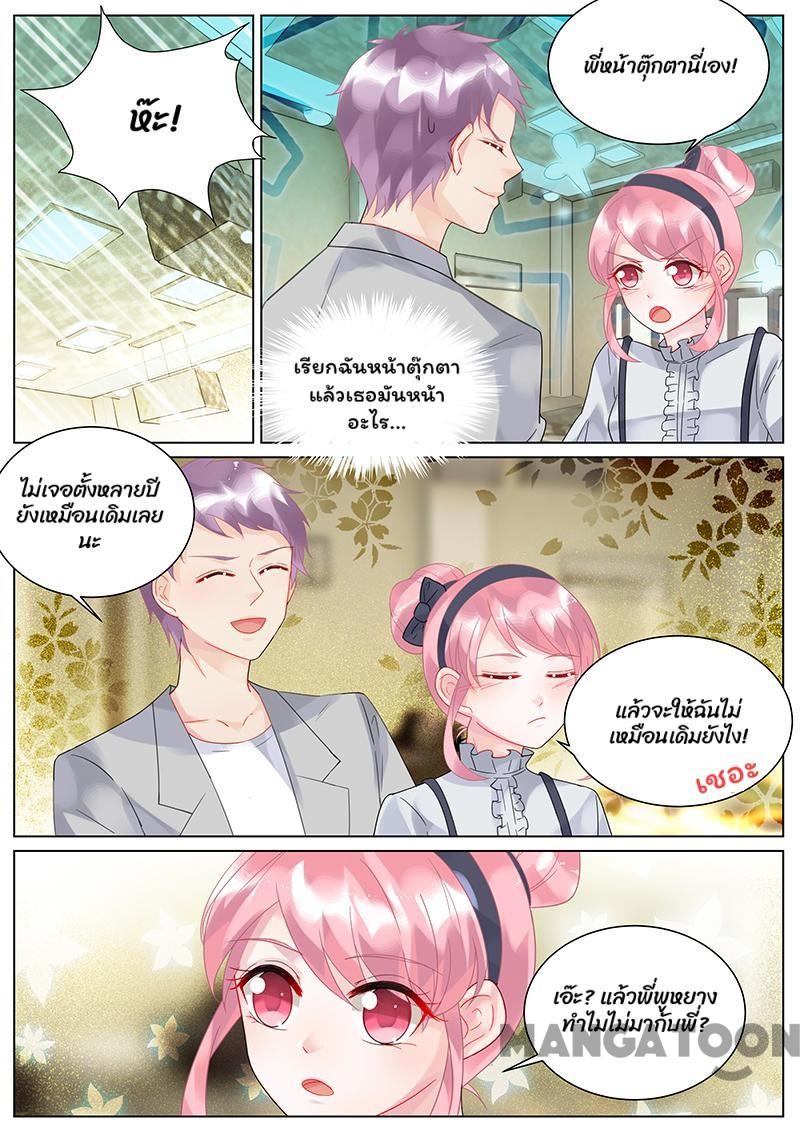 ห๊ะ!
พี่หน้าตุ๊กตานี่เอง!
เรียกฉันหน้าตุ๊กตา
แล้วเธอมันหน้า
อะไร...
ไม่เจอตั้งหลายปี
ยังเหมือนเดิมเลย
นะ
แล้วจะให้ฉันไม่
เหมือนเดิมยังไง!
เชอะ
เอ๊ะ? แล้วพี่พูหยาง
ทำไมไม่มากับพี่?
MANGATOON